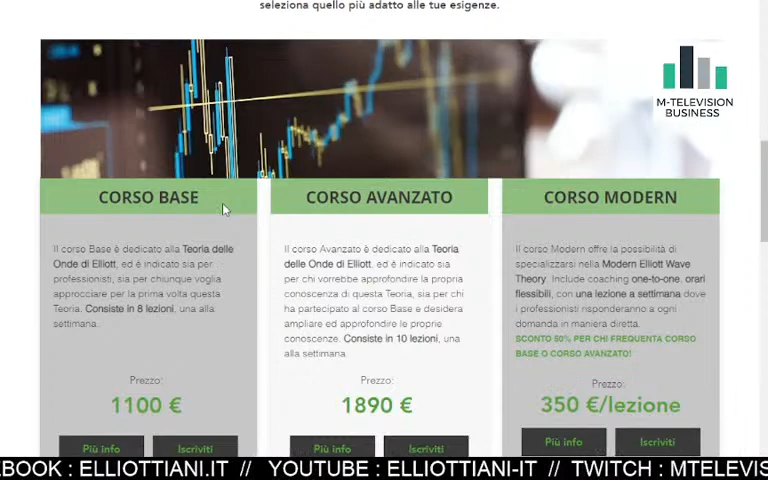 seleziona quello più adatto alle tue esigenze.
M-TELEVISION
BUSINESS
CORSO BASE
Il corso Base è dedicato alla Teoria delle
Onde di Elliott, ed è indicato sia per
professionisti, sia per chiunque voglia
approcciare per la prima volta questa
Teoria. Consiste in 8 lezioni, una alla
settimana.
Prezzo:
1100 €
Più info
Iscriviti
CORSO AVANZATO
Il corso Avanzato è dedicato alla Teoria
delle Onde di Elliott, ed è indicato sia
per chi vorrebbe approfondire la propria
conoscenza di questa Teoria, sia per chi
ha partecipato al corso Base e desidera
ampliare ed approfondire le proprie
conoscenze. Consiste in 10 lezioni, una
alla settimana.
Prezzo:
1890 €
Più info
Iscriviti
CORSO MODERN
Il corso Modern offre la possibilità di
specializzarsi nella Modern Elliott Wave
Theory. Include coaching one-to-one, orari
flessibili, con una lezione a settimana dove
i professionisti risponderanno a ogni
domanda in maniera diretta.
SCONTO 50% PER CHI FREQUENTA CORSO
BASE O CORSO AVANZATO!
Prezzo:
350 €/lezione
Più info
Iscriviti
EBOOK : ELLIOTTIANI.IT // YOUTUBE : ELLIOTTIANI-IT // TWITCH : MTELEVIS